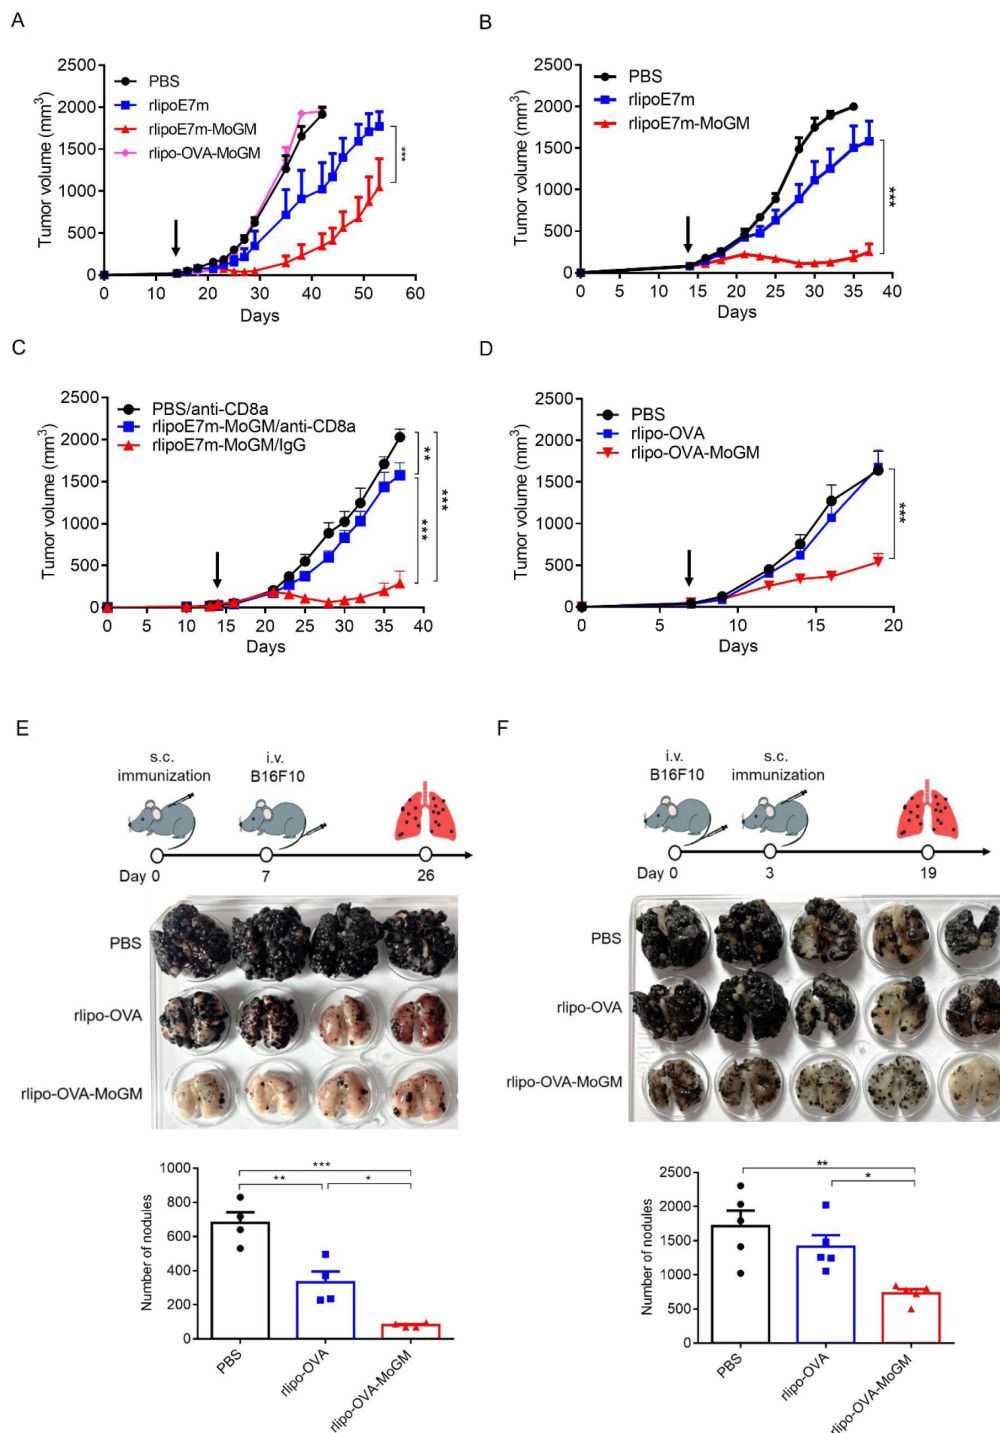 A
2500
2000
1500
1000
500
0
Tumor volume (mm³)
PBS
rlipoE7m
rlipoE7m-MoGM
rlipo-OVA-MoGM
***
0 10 20 30 40 50 60
Days
B
2500
2000
1500
1000
500
0
Tumor volume (mm³)
PBS
rlipoE7m
rlipoE7m-MoGM
***
0 5 10 15 20 25 30 35 40
Days
C
2500
2000
1500
1000
500
0
Tumor volume (mm³)
PBS/anti-CD8a
rlipoE7m-MoGM/anti-CD8a
rlipoE7m-MoGM/IgG
**
***
***
0 5 10 15 20 25 30 35 40
Days
D
2500
2000
1500
1000
500
0
Tumor volume (mm³)
PBS
rlipo-OVA
rlipo-OVA-MoGM
***
0 5 10 15 20
Days
E
s.c.
immunization
i.v.
B16F10
Day 0 7 26
PBS
rlipo-OVA
rlipo-OVA-MoGM
1000
800
600
400
200
0
Number of nodules
***
** *
PBS
rlipo-OVA
rlipo-OVA-MoGM
F
i.v.
B16F10
s.c.
immunization
Day 0 3 19
PBS
rlipo-OVA
rlipo-OVA-MoGM
2500
2000
1500
1000
500
0
Number of nodules
**
*
PBS
rlipo-OVA
rlipo-OVA-MoGM